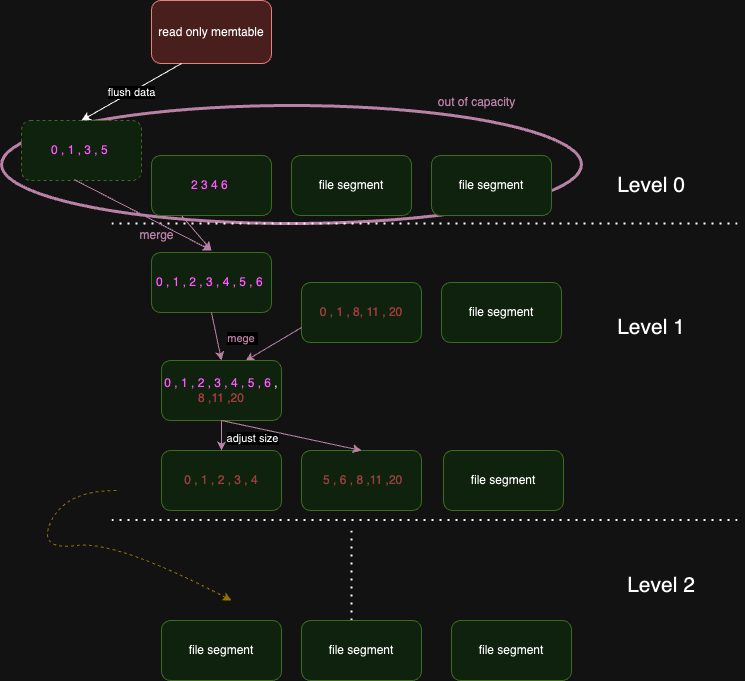 read only memtable
flush data
out of capacity
0 , 1 , 3 , 5
2 3 4 6
file segment
file segment
Level 0
merge
0 , 1 , 2 , 3 , 4 , 5 , 6
0 , 1 , 8, 11 , 20
file segment
Level 1
mege
0 , 1 , 2 , 3 , 4 , 5 , 6 ,
8 ,11 ,20
adjust size
0 , 1 , 2 , 3 , 4
5 , 6 , 8 ,11 ,20
file segment
Level 2
file segment
file segment
file segment